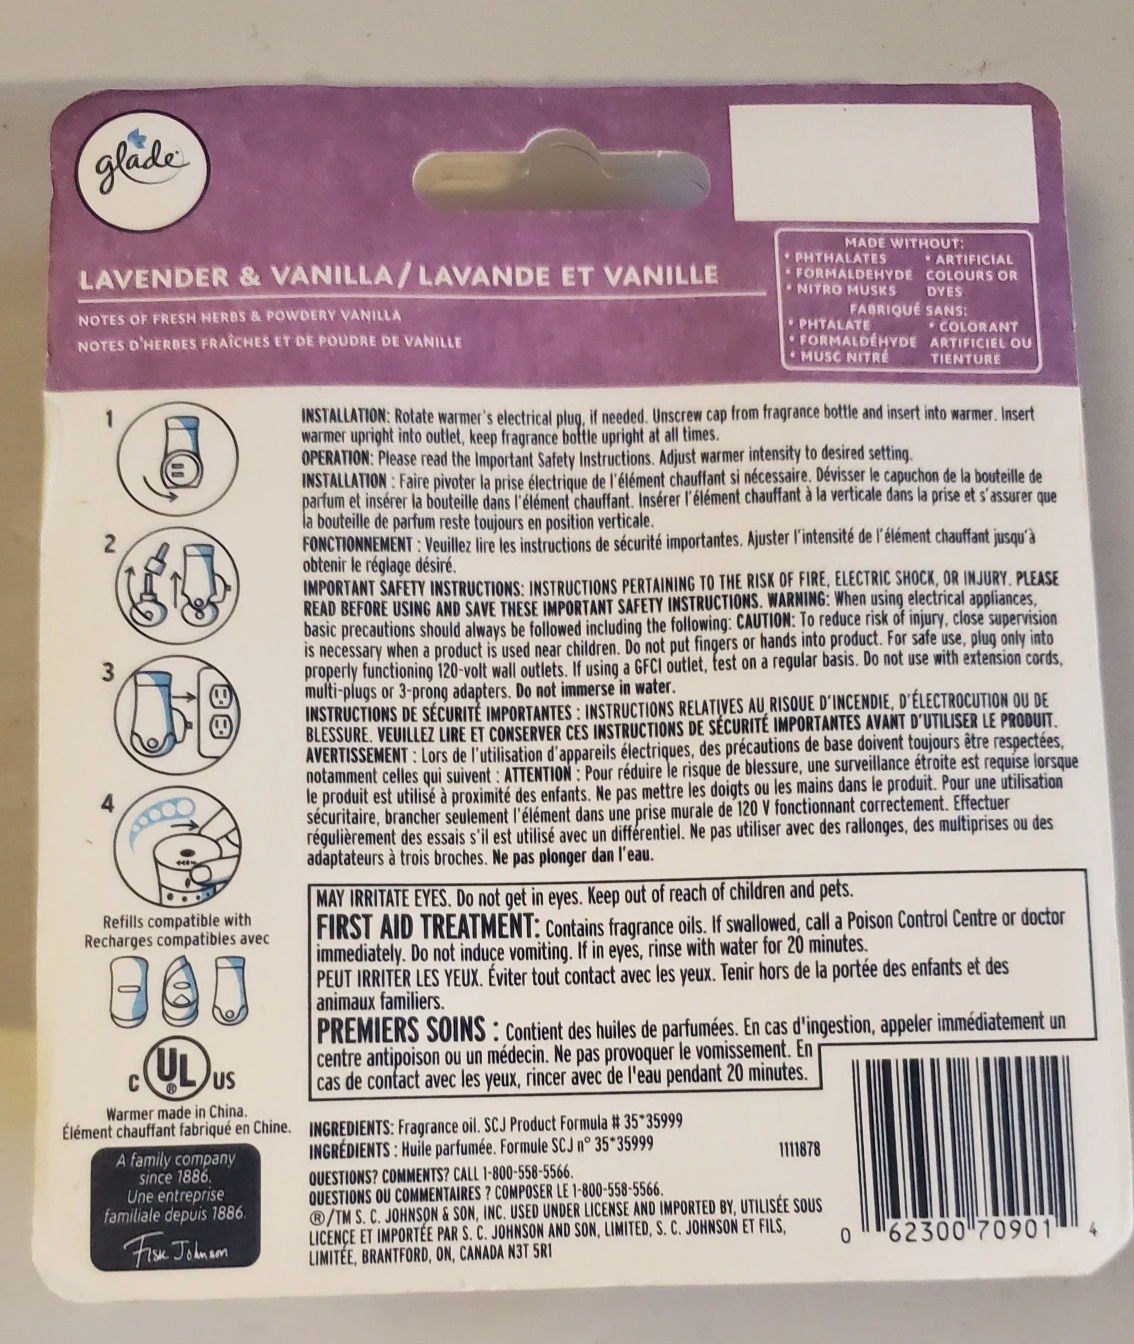 glade
MADE WITHOUT:
• PHTHALATES
• FORMALDEHYDE
• NITRO MUSKS
• ARTIFICIAL
COLOURS OR
DYES
FABRIQUÉ SANS:
• PHTALATE
• FORMALDÉHYDE
• MUSC NITRÉ
• COLORANT
ARTIFICIEL OU
TIENTURE
LAVENDER & VANILLA/LAVANDE ET VANILLE
NOTES OF FRESH HERBS & POWDERY VANILLA
NOTES D'HERBES FRAÎCHES ET DE POUDRE DE VANILLE
1
2
3
4
Refills compatible with
Recharges compatibles avec
C UL US
®
Warmer made in China.
Élément chauffant fabriqué en Chine.
A family company
since 1886.
Une entreprise
familiale depuis 1886.
Fisk Johnson
INSTALLATION: Rotate warmer's electrical plug, if needed. Unscrew cap from fragrance bottle and insert into warmer. Insert
warmer upright into outlet, keep fragrance bottle upright at all times.
OPERATION: Please read the Important Safety Instructions. Adjust warmer intensity to desired setting.
INSTALLATION : Faire pivoter la prise électrique de l'élément chauffant si nécessaire. Dévisser le capuchon de la bouteille de
parfum et insérer la bouteille dans l'élément chauffant. Insérer l'élément chauffant à la verticale dans la prise et s'assurer que
la bouteille de parfum reste toujours en position verticale.
FONCTIONNEMENT : Veuillez lire les instructions de sécurité importantes. Ajuster l'intensité de l'élément chauffant jusqu'à
obtenir le réglage désiré.
IMPORTANT SAFETY INSTRUCTIONS: INSTRUCTIONS PERTAINING TO THE RISK OF FIRE, ELECTRIC SHOCK, OR INJURY. PLEASE
READ BEFORE USING AND SAVE THESE IMPORTANT SAFETY INSTRUCTIONS. WARNING: When using electrical appliances,
basic precautions should always be followed including the following: CAUTION: To reduce risk of injury, close supervision
is necessary when a product is used near children. Do not put fingers or hands into product. For safe use, plug only into
properly functioning 120-volt wall outlets. If using a GFCI outlet, test on a regular basis. Do not use with extension cords,
multi-plugs or 3-prong adapters. Do not immerse in water.
INSTRUCTIONS DE SÉCURITÉ IMPORTANTES : INSTRUCTIONS RELATIVES AU RISQUE D'INCENDIE, D'ÉLECTROCUTION OU DE
BLESSURE. VEUILLEZ LIRE ET CONSERVER CES INSTRUCTIONS DE SÉCURITÉ IMPORTANTES AVANT D'UTILISER LE PRODUIT.
AVERTISSEMENT : Lors de l'utilisation d'appareils électriques, des précautions de base doivent toujours être respectées,
notamment celles qui suivent : ATTENTION : Pour réduire le risque de blessure, une surveillance étroite est requise lorsque
le produit est utilisé à proximité des enfants. Ne pas mettre les doigts ou les mains dans le produit. Pour une utilisation
sécuritaire, brancher seulement l'élément dans une prise murale de 120 V fonctionnant correctement. Effectuer
régulièrement des essais s'il est utilisé avec un différentiel. Ne pas utiliser avec des rallonges, des multiprises ou des
adaptateurs à trois broches. Ne pas plonger dan l'eau.
MAY IRRITATE EYES. Do not get in eyes. Keep out of reach of children and pets.
FIRST AID TREATMENT: Contains fragrance oils. If swallowed, call a Poison Control Centre or doctor
immediately. Do not induce vomiting. If in eyes, rinse with water for 20 minutes.
PEUT IRRITER LES YEUX. Éviter tout contact avec les yeux. Tenir hors de la portée des enfants et des
animaux familiers.
PREMIERS SOINS : Contient des huiles de parfumées. En cas d'ingestion, appeler immédiatement un
centre antipoison ou un médecin. Ne pas provoquer le vomissement. En
cas de contact avec les yeux, rincer avec de l'eau pendant 20 minutes.
INGREDIENTS: Fragrance oil. SCJ Product Formula # 35*35999
INGRÉDIENTS : Huile parfumée. Formule SCJ n° 35*35999
1111878
QUESTIONS? COMMENTS? CALL 1-800-558-5566.
QUESTIONS OU COMMENTAIRES ? COMPOSER LE 1-800-558-5566.
®/TM S. C. JOHNSON & SON, INC. USED UNDER LICENSE AND IMPORTED BY, UTILISÉE SOUS
LICENCE ET IMPORTÉE PAR S. C. JOHNSON AND SON, LIMITED, S. C. JOHNSON ET FILS,
LIMITÉE, BRANTFORD, ON, CANADA N3T 5R1
0 62300 70901 4